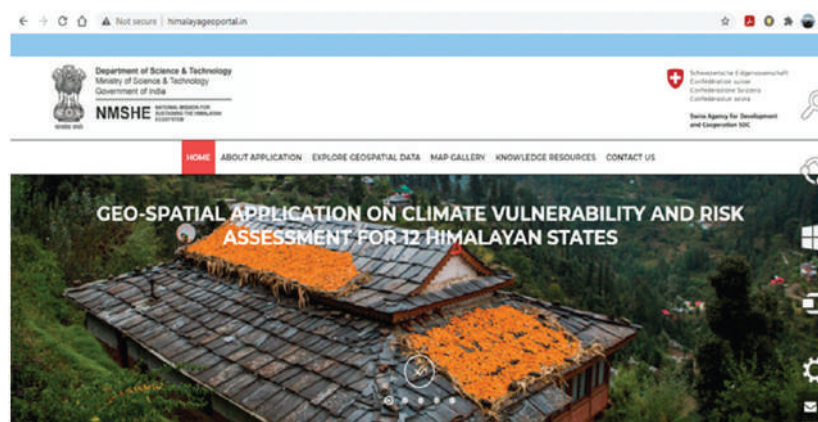 Not secure | himalayageoportal.in
Department of Science & Technology
Ministry of Science & Technology
Government of India
NMSHE NATIONAL MISSION FOR
SUSTAINING THE HIMALAYAN
ECOSYSTEM
Schweizerische Eidgenossenschaft
Confédération suisse
Confederazione Svizzera
Confederaziun svizra
Swiss Agency for Development
and Cooperation SDC
HOME ABOUT APPLICATION EXPLORE GEOSPATIAL DATA MAP GALLERY KNOWLEDGE RESOURCES CONTACT US
GEO-SPATIAL APPLICATION ON CLIMATE VULNERABILITY AND RISK
ASSESSMENT FOR 12 HIMALAYAN STATES